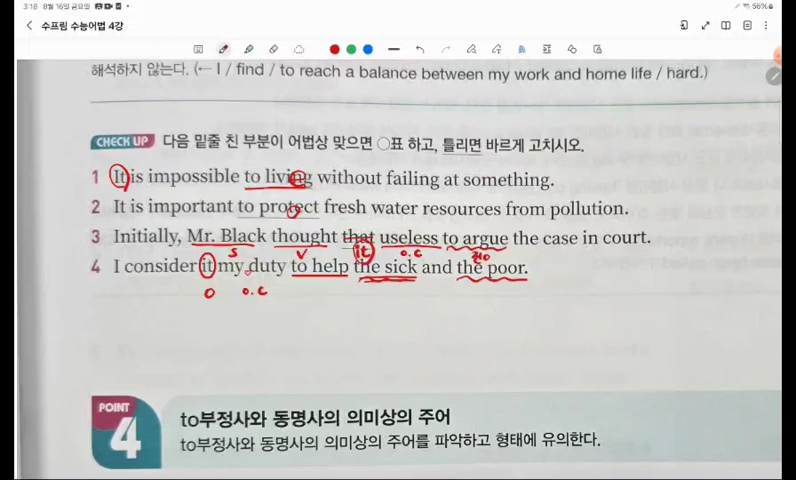 3:18 8월 16일 금요일
56%
수프림 수능어법 4강
해석하지 않는다. (← I / find / to reach a balance between my work and home life / hard.)
CHECK UP 다음 밑줄 친 부분이 어법상 맞으면 ○표 하고, 틀리면 바르게 고치시오.
1 It is impossible to living without failing at something.
e
2 It is important to protect fresh water resources from pollution.
3 Initially, Mr. Black thought that useless to argue the case in court.
S V it o.c 진o
4 I consider it my duty to help the sick and the poor.
o o.c
POINT
4
to부정사와 동명사의 의미상의 주어
to부정사와 동명사의 의미상의 주어를 파악하고 형태에 유의한다.